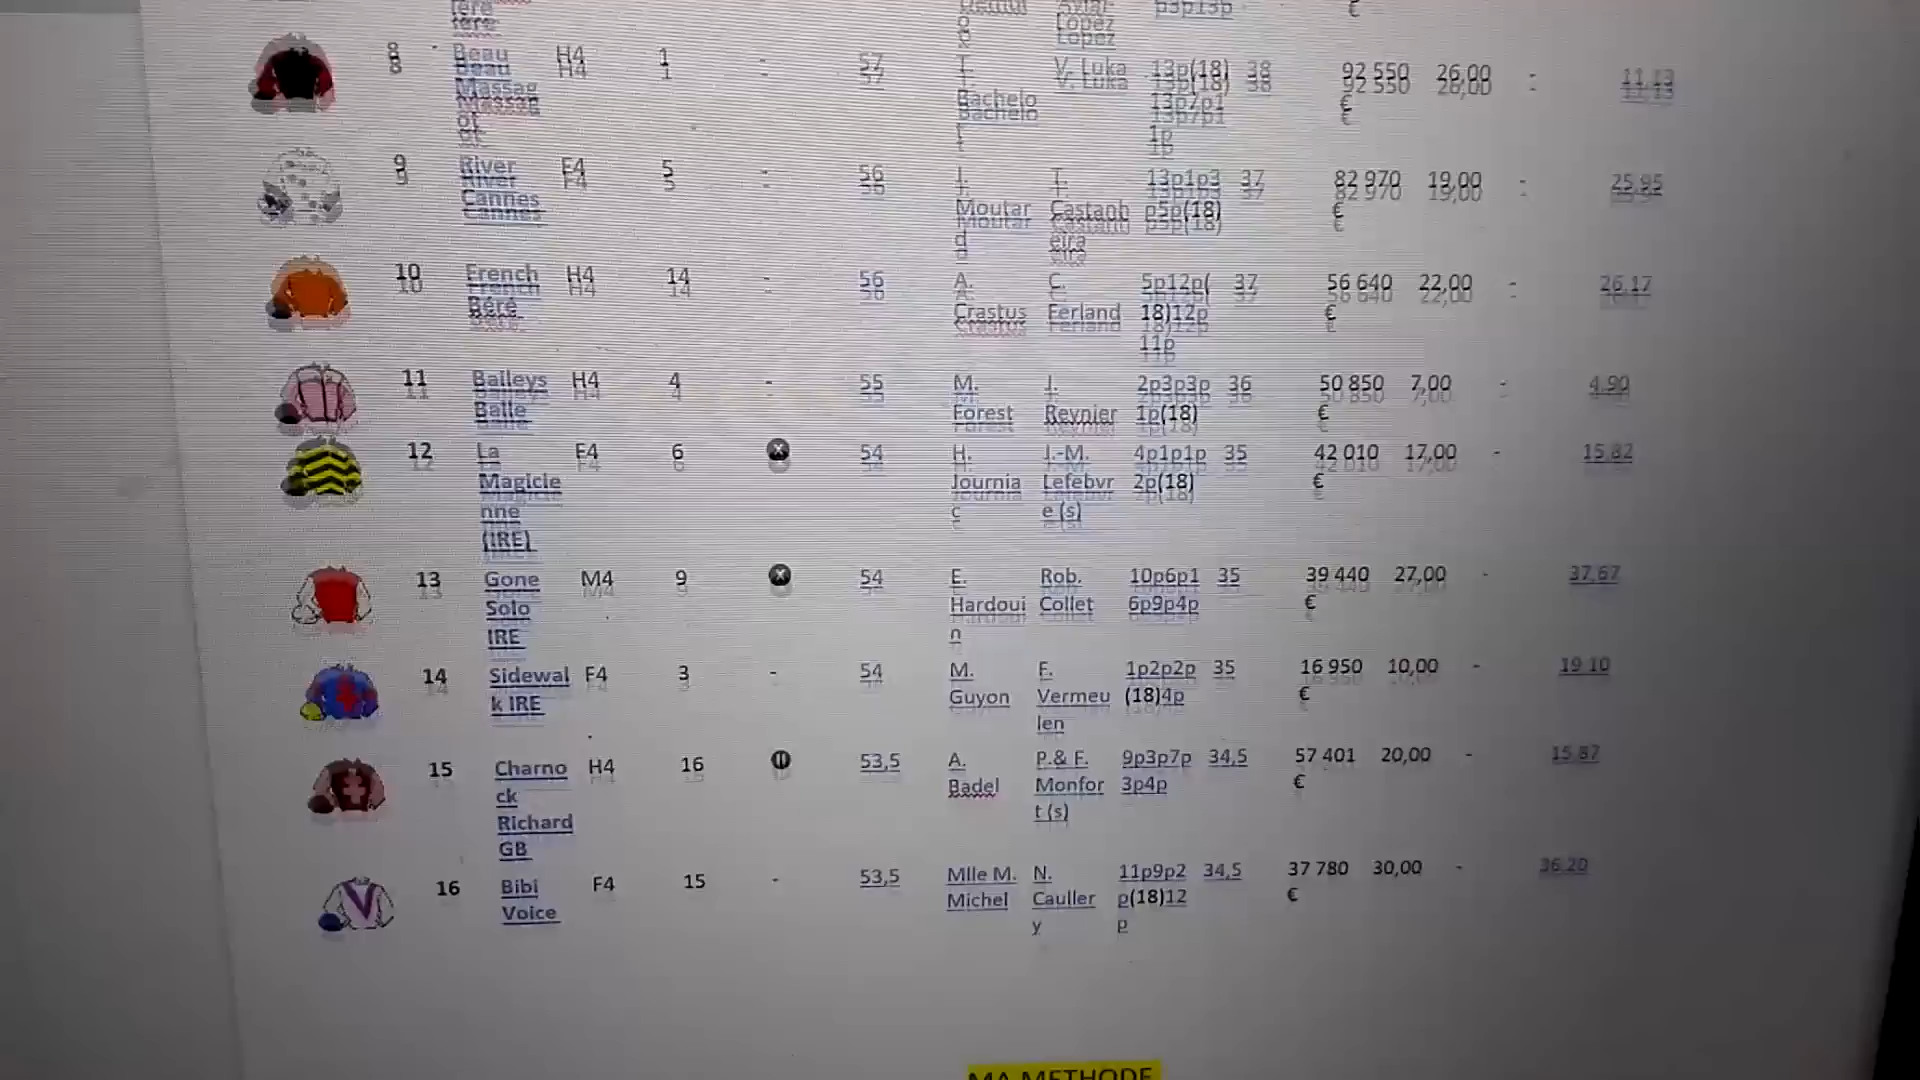 Lopez
8 Beau H4 1 - 57 T. V. Luka 13p(18) 38 92 550 26,00 - 11,13
Massag Bachelo 13p7p1 €
ot t 1p
9 River F4 5 - 56 J. T. 13p1p3 37 82 970 19,00 - 25,95
Cannes Moutar Castanh p5p(18) €
d eira
10 French H4 14 - 56 A. C. 5p12p( 37 56 640 22,00 - 26,17
Béré Crastus Ferland 18)12p €
11p
11 Baileys H4 4 - 55 M. J. 2p3p3p 36 50 850 7,00 - 4,90
Balle Forest Reynier 1p(18) €
12 La F4 6 54 H. J.-M. 4p1p1p 35 42 010 17,00 - 15,82
Magicie Journia Lefebvr 2p(18) €
nne c e (s)
(IRE)
13 Gone M4 9 54 E. Rob. 10p6p1 35 39 440 27,00 - 37,67
Solo Hardoui Collet 6p9p4p €
IRE n
14 Sidewal F4 3 - 54 M. F. 1p2p2p 35 16 950 10,00 - 19,10
k IRE Guyon Vermeu (18)4p €
len
15 Charno H4 16 53,5 A. P.& F. 9p3p7p 34,5 57 401 20,00 - 15,87
ck Badel Monfor 3p4p €
Richard t (s)
GB
16 Bibi F4 15 - 53,5 Mlle M. N. 11p9p2 34,5 37 780 30,00 - 36,20
Voice Michel Cauller p(18)12 €
y p
MA METHODE